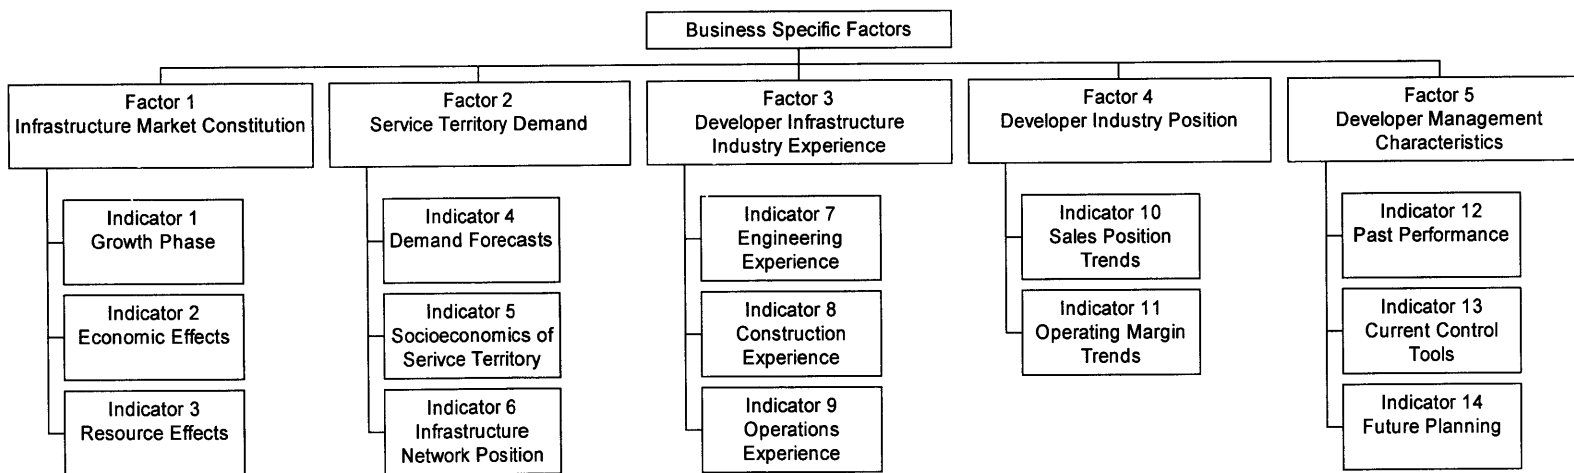 Business Specific Factors
Factor 1
Infrastructure Market Constitution
Factor 2
Service Territory Demand
Factor 3
Developer Infrastructure
Industry Experience
Factor 4
Developer Industry Position
Factor 5
Developer Management
Characteristics
Indicator 1
Growth Phase
Indicator 2
Economic Effects
Indicator 3
Resource Effects
Indicator 4
Demand Forecasts
Indicator 5
Socioeconomics of
Serivce Territory
Indicator 6
Infrastructure
Network Position
Indicator 7
Engineering
Experience
Indicator 8
Construction
Experience
Indicator 9
Operations
Experience
Indicator 10
Sales Position
Trends
Indicator 11
Operating Margin
Trends
Indicator 12
Past Performance
Indicator 13
Current Control
Tools
Indicator 14
Future Planning